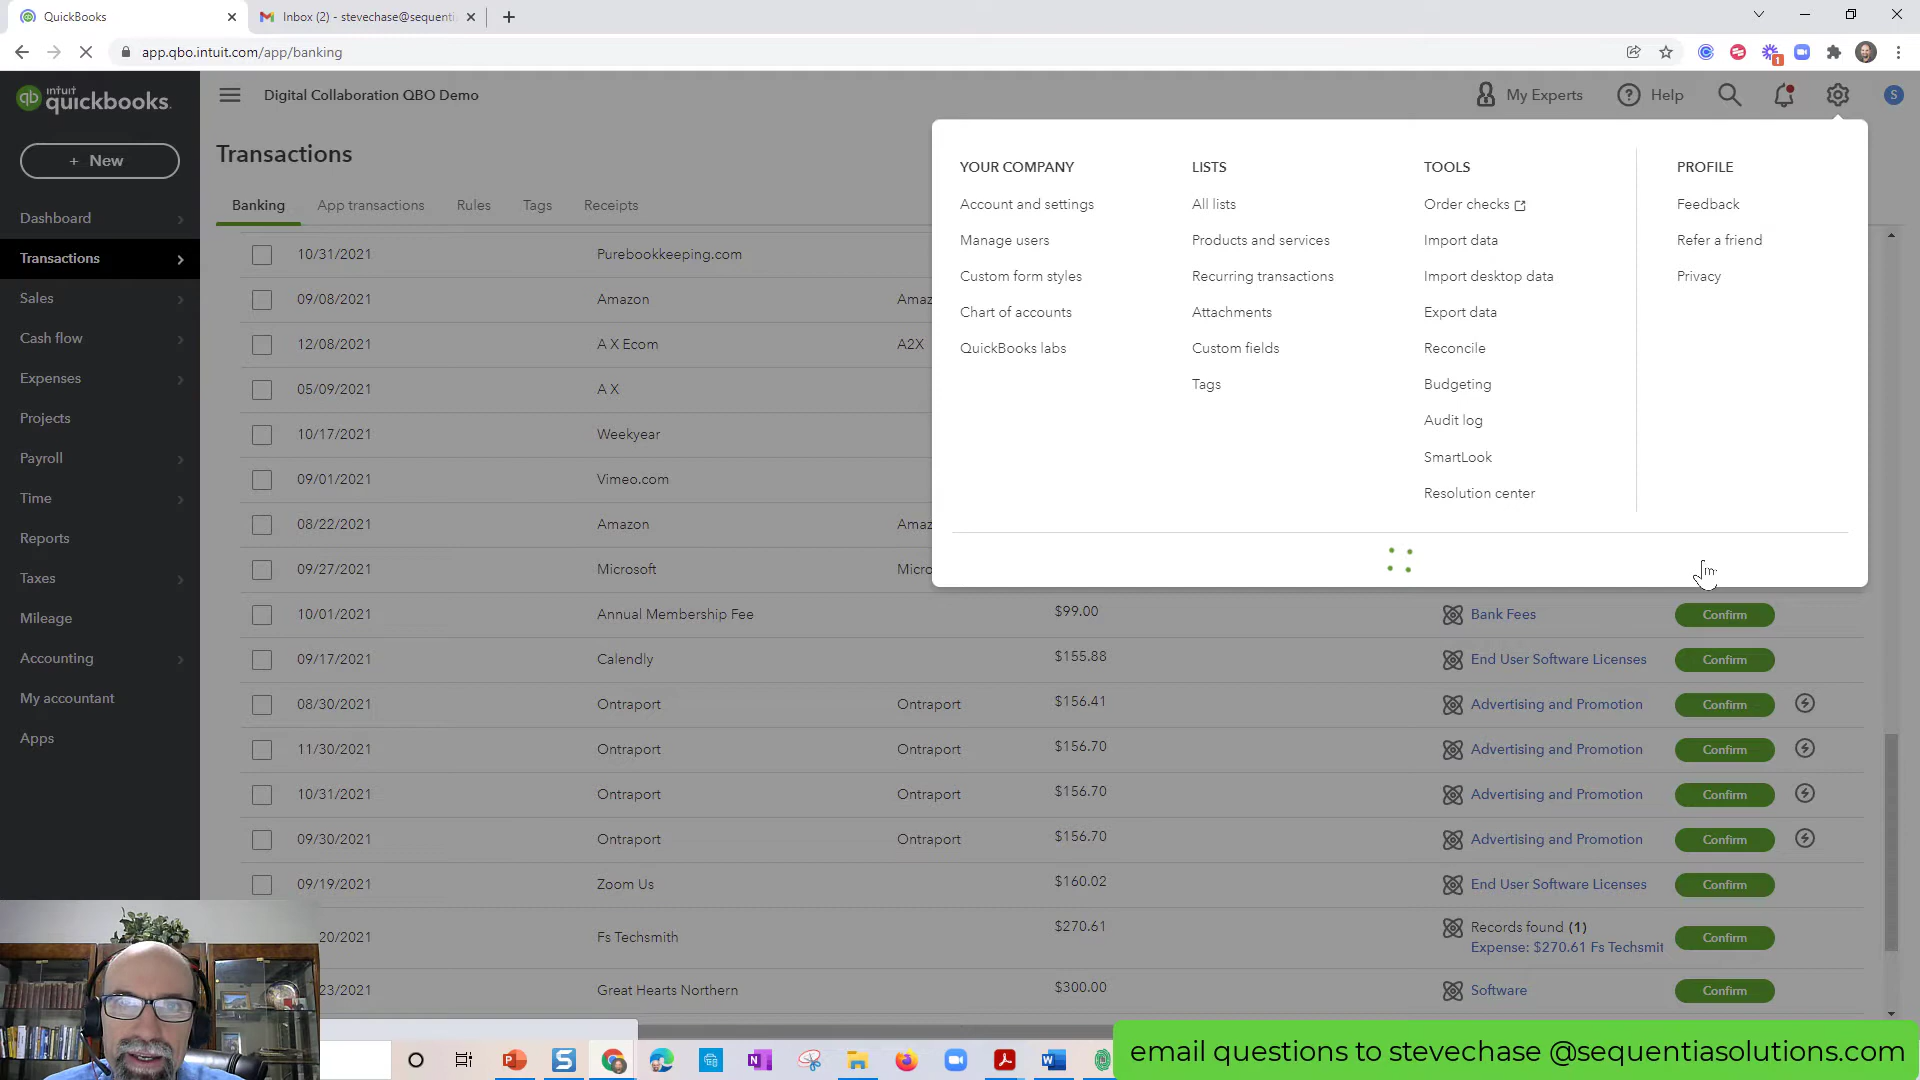 QuickBooks
Inbox (2) - stevechase@sequenti
app.qbo.intuit.com/app/banking
1
intuit
quickbooks.
qb
Digital Collaboration QBO Demo
My Experts
Help
S
+ New
Transactions
Banking
App transactions
Rules
Tags
Receipts
Dashboard
Transactions
Sales
Cash flow
Expenses
Projects
Payroll
Time
Reports
Taxes
Mileage
Accounting
My accountant
Apps
YOUR COMPANY
Account and settings
Manage users
Custom form styles
Chart of accounts
QuickBooks labs
LISTS
All lists
Products and services
Recurring transactions
Attachments
Custom fields
Tags
TOOLS
Order checks
Import data
Import desktop data
Export data
Reconcile
Budgeting
Audit log
SmartLook
Resolution center
PROFILE
Feedback
Refer a friend
Privacy
10/31/2021 Purebookkeeping.com
09/08/2021 Amazon Amaz
12/08/2021 A X Ecom A2X
05/09/2021 A X
10/17/2021 Weekyear
09/01/2021 Vimeo.com
08/22/2021 Amazon Amaz
09/27/2021 Microsoft Micro
10/01/2021 Annual Membership Fee $99.00 Bank Fees Confirm
09/17/2021 Calendly $155.88 End User Software Licenses Confirm
08/30/2021 Ontraport Ontraport $156.41 Advertising and Promotion Confirm
11/30/2021 Ontraport Ontraport $156.70 Advertising and Promotion Confirm
10/31/2021 Ontraport Ontraport $156.70 Advertising and Promotion Confirm
09/30/2021 Ontraport Ontraport $156.70 Advertising and Promotion Confirm
09/19/2021 Zoom Us $160.02 End User Software Licenses Confirm
20/2021 Fs Techsmith $270.61 Records found (1) Confirm
Expense: $270.61 Fs Techsmit
23/2021 Great Hearts Northern $300.00 Software Confirm
email questions to stevechase @sequentiasolutions.com